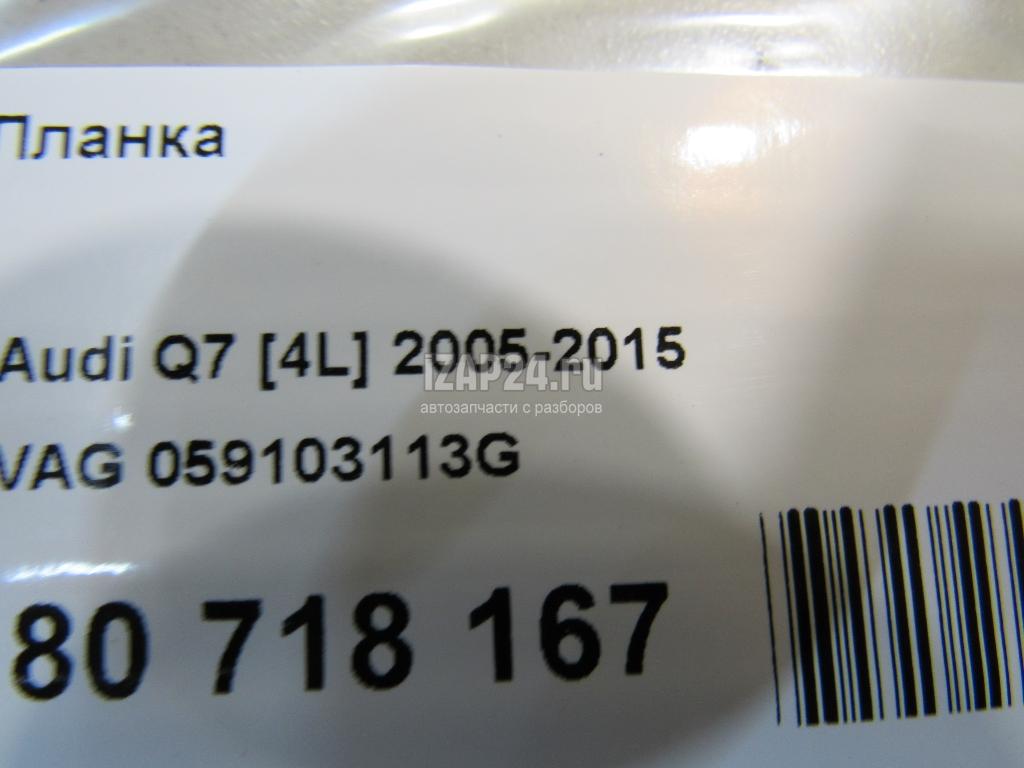 Планка
Audi Q7 [4L] 2005-2015
iZAP24.ru
автозапчасти с разборов
VAG 059103113G
80 718 167